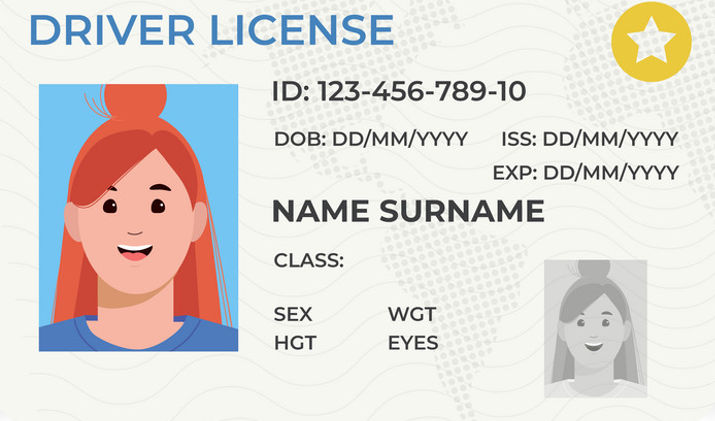 DRIVER LICENSE
ID: 123-456-789-10
DOB: DD/MM/YYYY ISS: DD/MM/YYYY
EXP: DD/MM/YYYY
NAME SURNAME
CLASS:
SEX WGT
HGT EYES